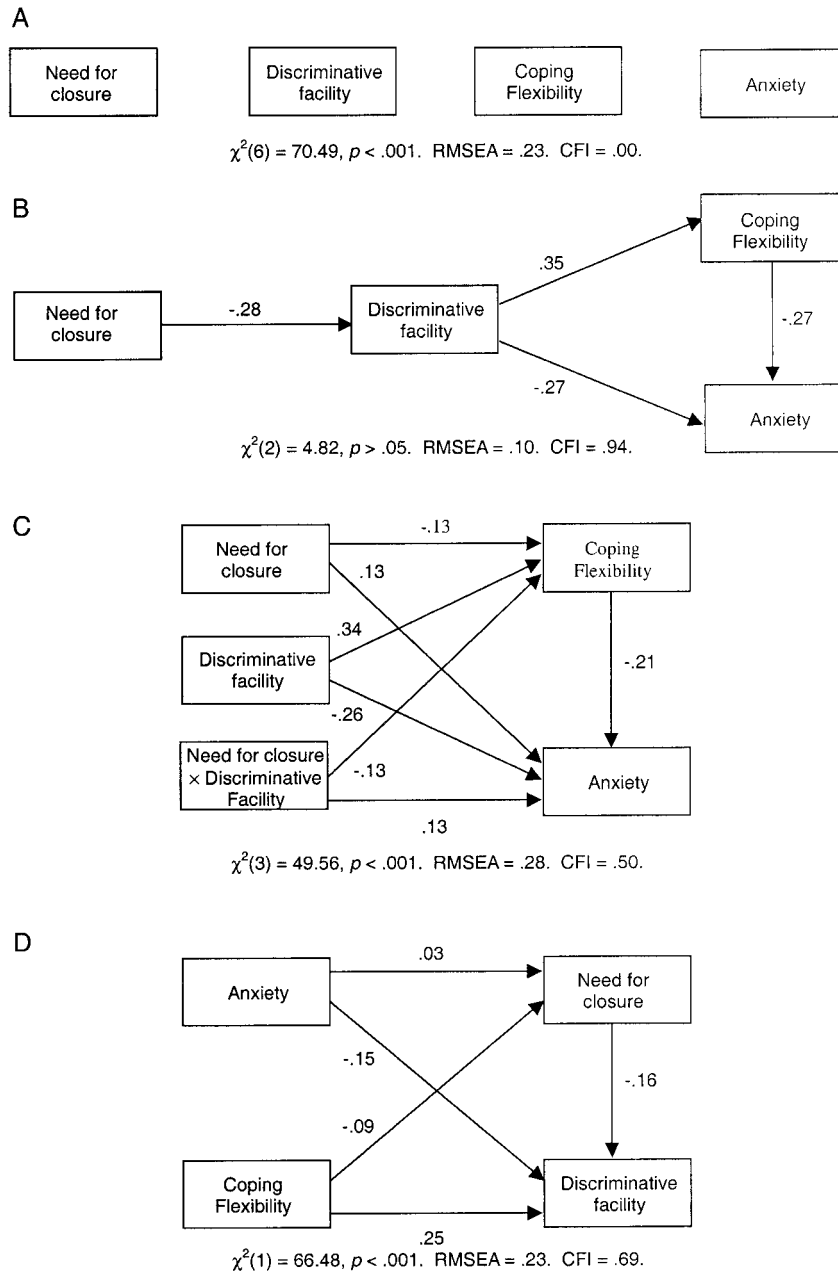 A
Need for
closure
Discriminative
facility
Coping
Flexibility
Anxiety
χ²(6) = 70.49, p < .001. RMSEA = .23. CFI = .00.
B
Coping
Flexibility
.35
-.28
Need for
closure
Discriminative
facility
-.27
-.27
Anxiety
χ²(2) = 4.82, p > .05. RMSEA = .10. CFI = .94.
C
Need for
closure
-.13
Coping
Flexibility
.13
.34
Discriminative
facility
-.21
-.26
Need for closure
× Discriminative
Facility
-.13
Anxiety
.13
χ²(3) = 49.56, p < .001. RMSEA = .28. CFI = .50.
D
.03
Anxiety
Need for
closure
-.15
-.16
-.09
Coping
Flexibility
Discriminative
facility
.25
χ²(1) = 66.48, p < .001. RMSEA = .23. CFI = .69.